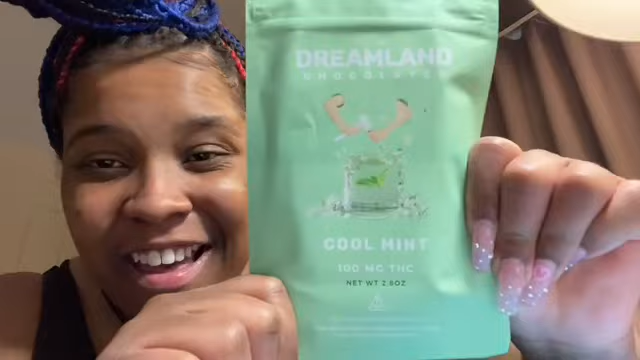 DREAMLAND
CHOCOLATES
COOL MINT
100 MG THC
NET WT 2.6OZ